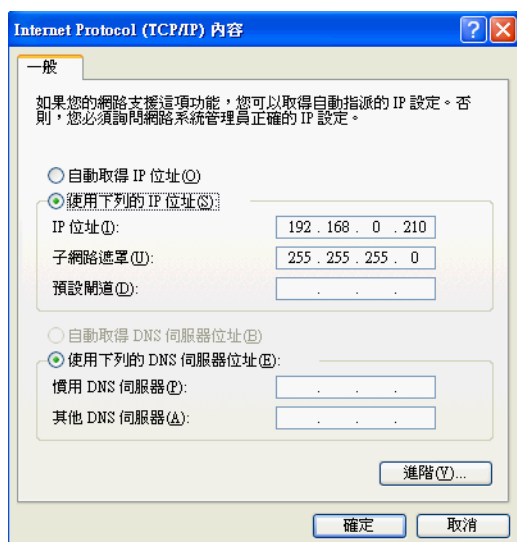 Internet Protocol (TCP/IP) 內容
一般
如果您的網路支援這項功能，您可以取得自動指派的 IP 設定。否
則，您必須詢問網路系統管理員正確的 IP 設定。
自動取得 IP 位址(O)
使用下列的 IP 位址(S):
IP 位址(I): 192 . 168 . 0 . 210
子網路遮罩(U): 255 . 255 . 255 . 0
預設閘道(D): . . .
自動取得 DNS 伺服器位址(B)
使用下列的 DNS 伺服器位址(E):
慣用 DNS 伺服器(P): . . .
其他 DNS 伺服器(A): . . .
進階(V)...
確定 取消